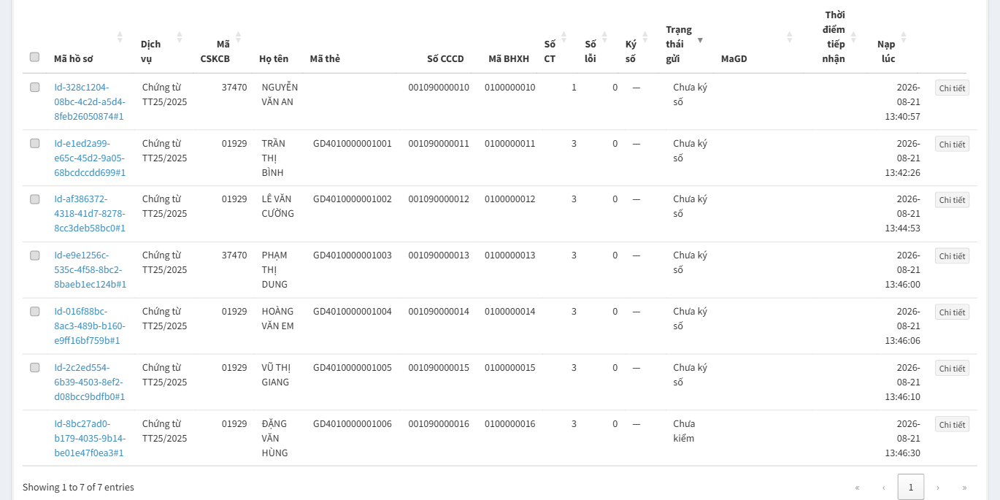 Mã hồ sơ Dịch vụ Mã CSKCB Họ tên Mã thẻ Số CCCD Mã BHXH Số CT Số lỗi Ký số Trạng thái gửi MaGD Thời điểm tiếp nhận Nạp lúc
Id-328c1204- Chứng từ 37470 NGUYỄN 001090000010 0100000010 1 0 — Chưa ký 2026- Chi tiết
08bc-4c2d-a5d4- TT25/2025 VĂN AN số 08-21
8feb26050874#1 13:40:57
Id-e1ed2a99- Chứng từ 01929 TRẦN GD4010000001001 001090000011 0100000011 3 0 — Chưa ký 2026- Chi tiết
e65c-45d2-9a05- TT25/2025 THỊ số 08-21
68bcdccdd699#1 BÌNH 13:42:26
Id-af386372- Chứng từ 01929 LÊ VĂN GD4010000001002 001090000012 0100000012 3 0 — Chưa ký 2026- Chi tiết
4318-41d7-8278- TT25/2025 CƯỜNG số 08-21
8cc3deb58bc0#1 13:44:53
Id-e9e1256c- Chứng từ 37470 PHẠM GD4010000001003 001090000013 0100000013 3 0 — Chưa ký 2026- Chi tiết
535c-4f58-8bc2- TT25/2025 THỊ số 08-21
8baeb1ec124b#1 DUNG 13:46:00
Id-016f88bc- Chứng từ 01929 HOÀNG GD4010000001004 001090000014 0100000014 3 0 — Chưa ký 2026- Chi tiết
8ac3-489b-b160- TT25/2025 VĂN EM số 08-21
e9ff16bf759b#1 13:46:06
Id-2c2ed554- Chứng từ 01929 VŨ THỊ GD4010000001005 001090000015 0100000015 3 0 — Chưa ký 2026- Chi tiết
6b39-4503-8ef2- TT25/2025 GIANG số 08-21
d08bcc9bdfb0#1 13:46:10
Id-8bc27ad0- Chứng từ 01929 ĐẶNG GD4010000001006 001090000016 0100000016 3 0 — Chưa 2026- Chi tiết
b179-4035-9b14- TT25/2025 VĂN kiểm 08-21
be01e47f0ea3#1 HÙNG 13:46:30
Showing 1 to 7 of 7 entries « ‹ 1 › »